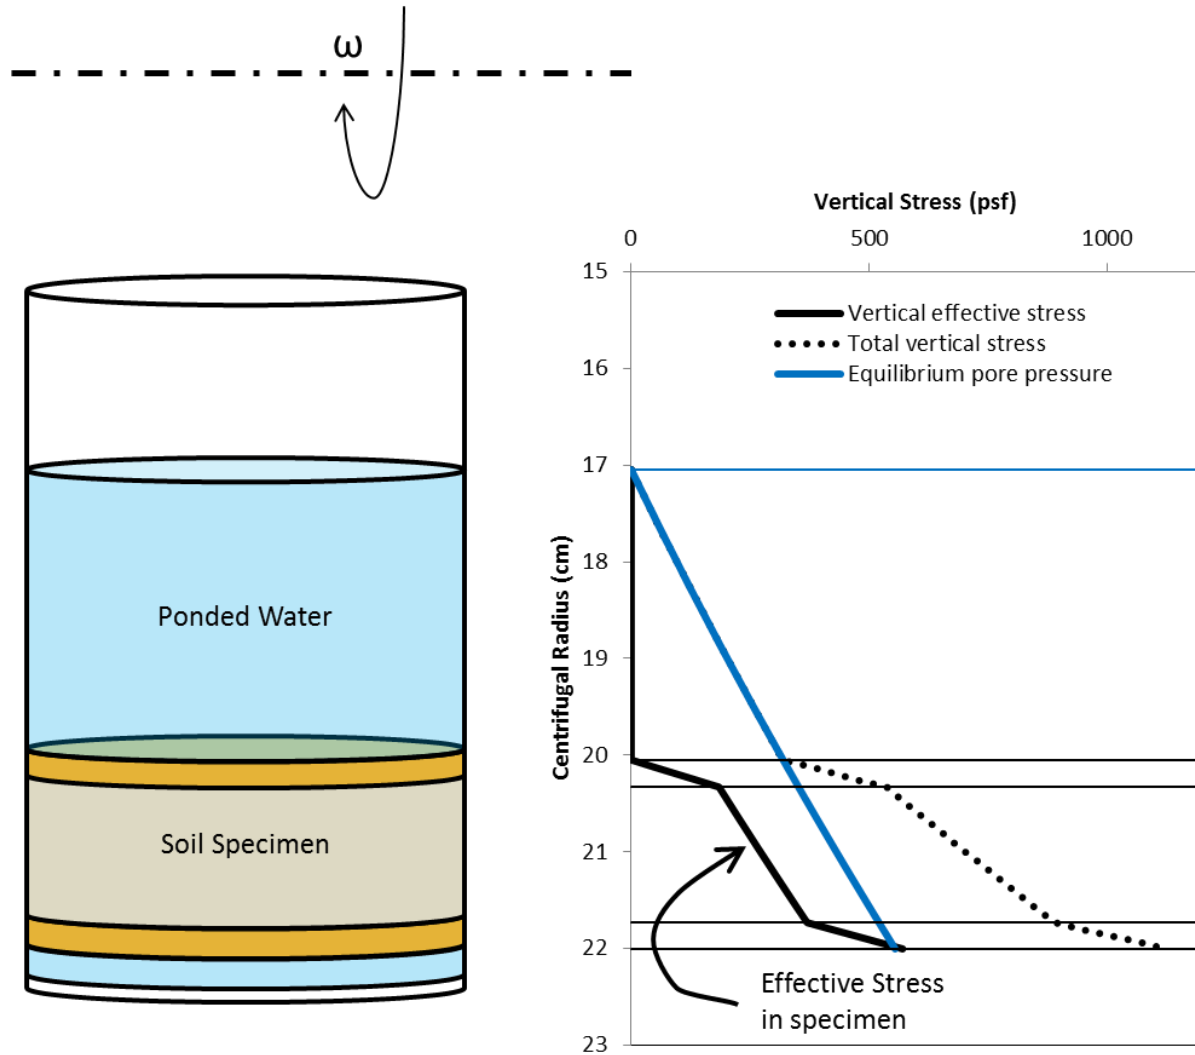 ω
Vertical Stress (psf)
0 500 1000
15
Vertical effective stress
Total vertical stress
16
Equilibrium pore pressure
17
18
Ponded Water
Centrifugal Radius (cm)
19
20
Soil Specimen
21
22
Effective Stress
in specimen
23